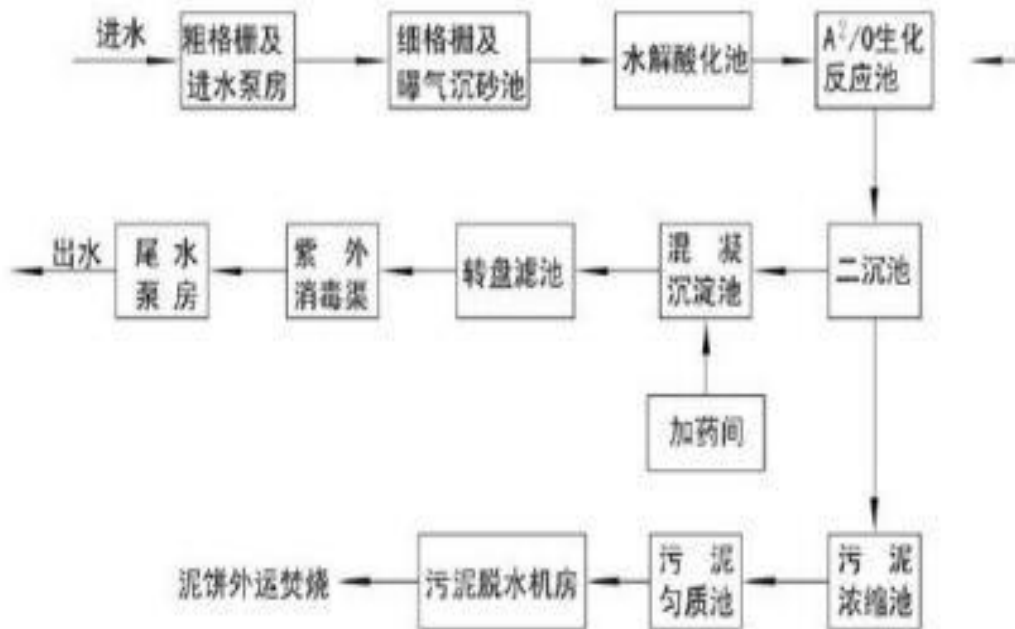 进水
粗格栅及
进水泵房
细格栅及
曝气沉砂池
水解酸化池
A²/O生化
反应池
出水
尾水
泵房
紫外
消毒渠
转盘滤池
混凝
沉淀池
二沉池
加药间
泥饼外运焚烧
污泥脱水机房
污泥
匀质池
污泥
浓缩池